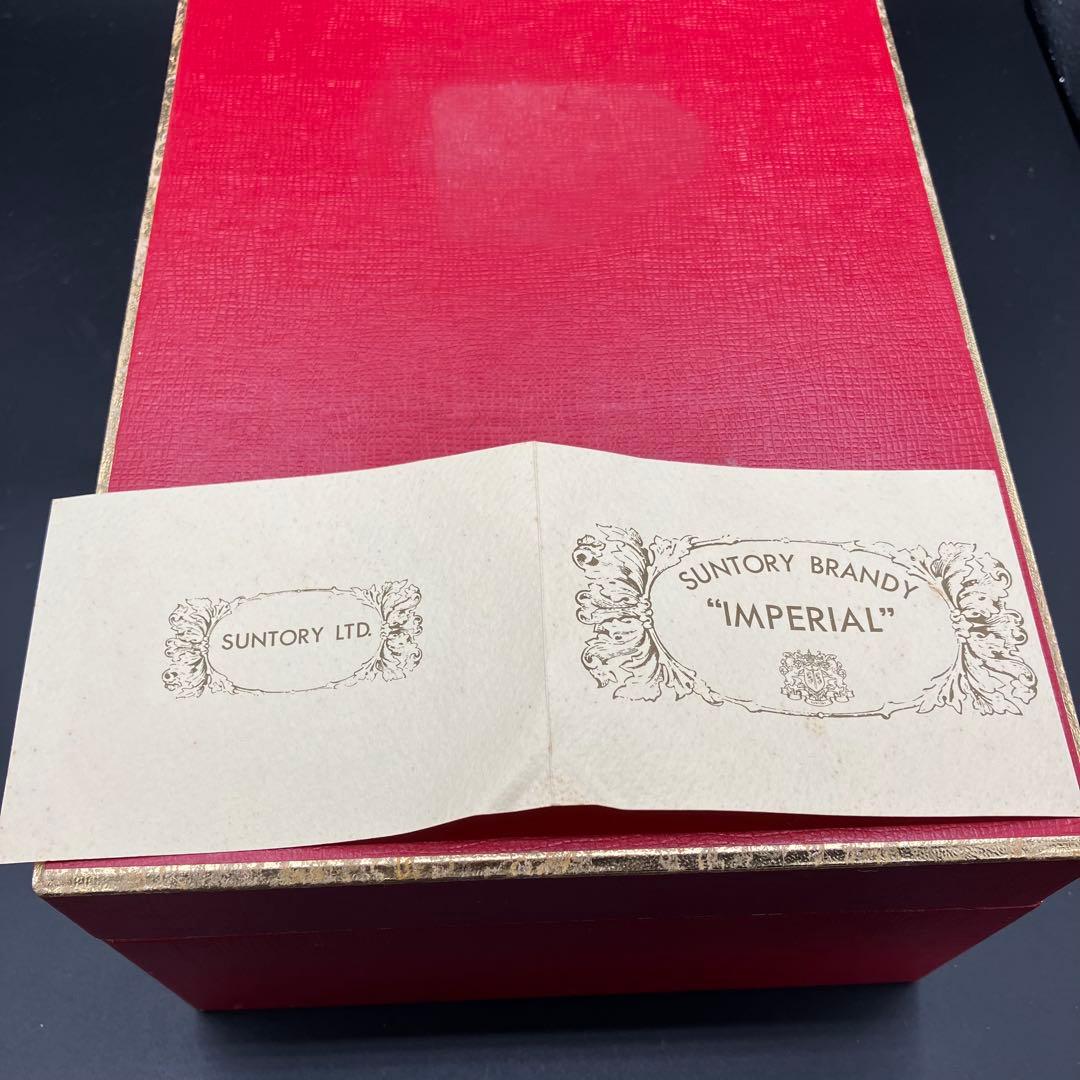 SUNTORY LTD.
SUNTORY BRANDY
“IMPERIAL”